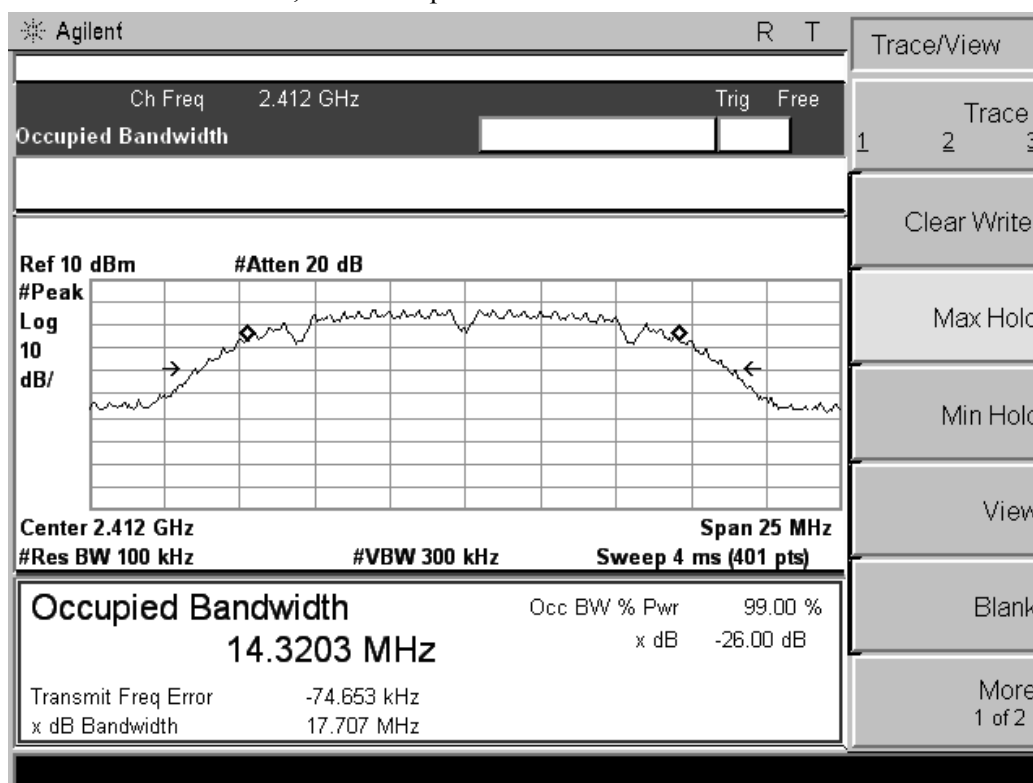 Agilent R T
Trace/View
Ch Freq 2.412 GHz Trig Free
Occupied Bandwidth
Trace
1 2
Clear Write
Ref 10 dBm #Atten 20 dB
#Peak
Log
10
dB/
Max Hold
Min Hold
Center 2.412 GHz Span 25 MHz
#Res BW 100 kHz #VBW 300 kHz Sweep 4 ms (401 pts)
View
Occupied Bandwidth
14.3203 MHz
Occ BW % Pwr 99.00 %
x dB -26.00 dB
Transmit Freq Error -74.653 kHz
x dB Bandwidth 17.707 MHz
Blank
More
1 of 2